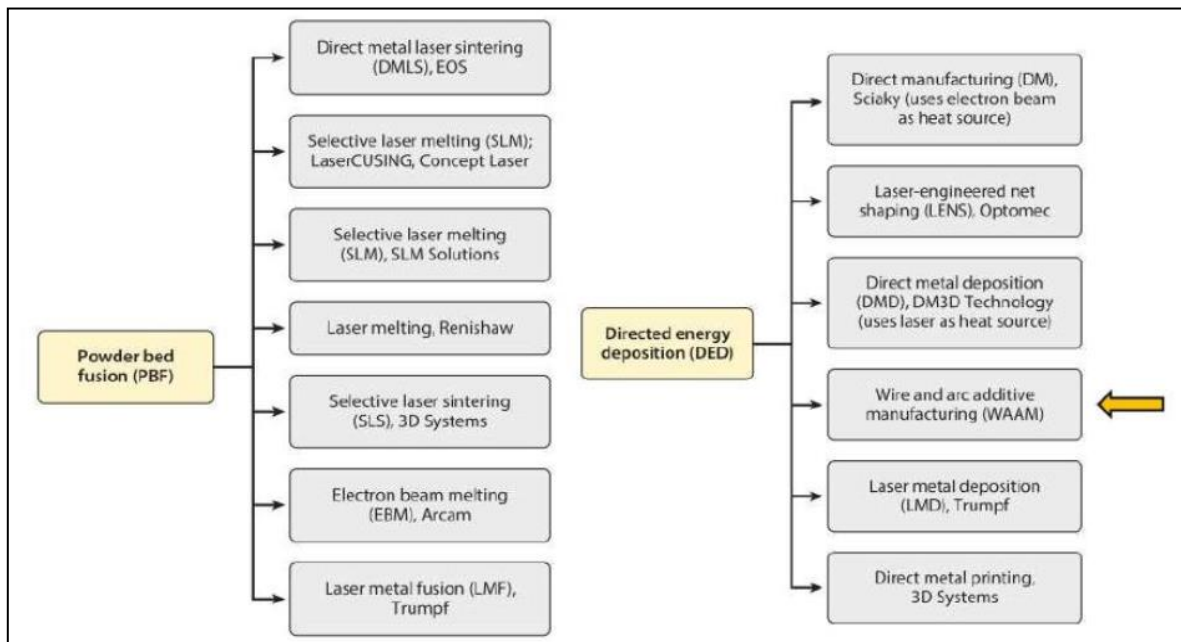 Powder bed
fusion (PBF)
Direct metal laser sintering
(DMLS), EOS
Selective laser melting (SLM);
LaserCUSING, Concept Laser
Selective laser melting
(SLM), SLM Solutions
Laser melting, Renishaw
Selective laser sintering
(SLS), 3D Systems
Electron beam melting
(EBM), Arcam
Laser metal fusion (LMF),
Trumpf
Directed energy
deposition (DED)
Direct manufacturing (DM),
Sciaky (uses electron beam
as heat source)
Laser-engineered net
shaping (LENS), Optomec
Direct metal deposition
(DMD), DM3D Technology
(uses laser as heat source)
Wire and arc additive
manufacturing (WAAM)
Laser metal deposition
(LMD), Trumpf
Direct metal printing,
3D Systems